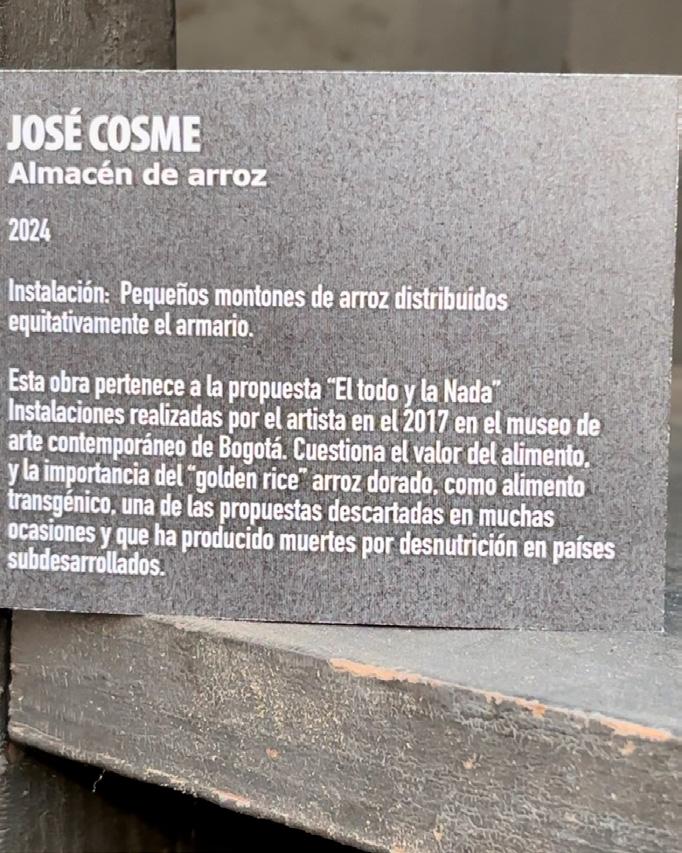 JOSÉ COSME
Almacén de arroz
2024
Instalación: Pequeños montones de arroz distribuidos
equitativamente el armario.
Esta obra pertenece a la propuesta “El todo y la Nada”
Instalaciones realizadas por el artista en el 2017 en el museo de
arte contemporáneo de Bogotá. Cuestiona el valor del alimento,
y la importancia del “golden rice” arroz dorado, como alimento
transgénico, una de las propuestas descartadas en muchas
ocasiones y que ha producido muertes por desnutrición en países
subdesarrollados.